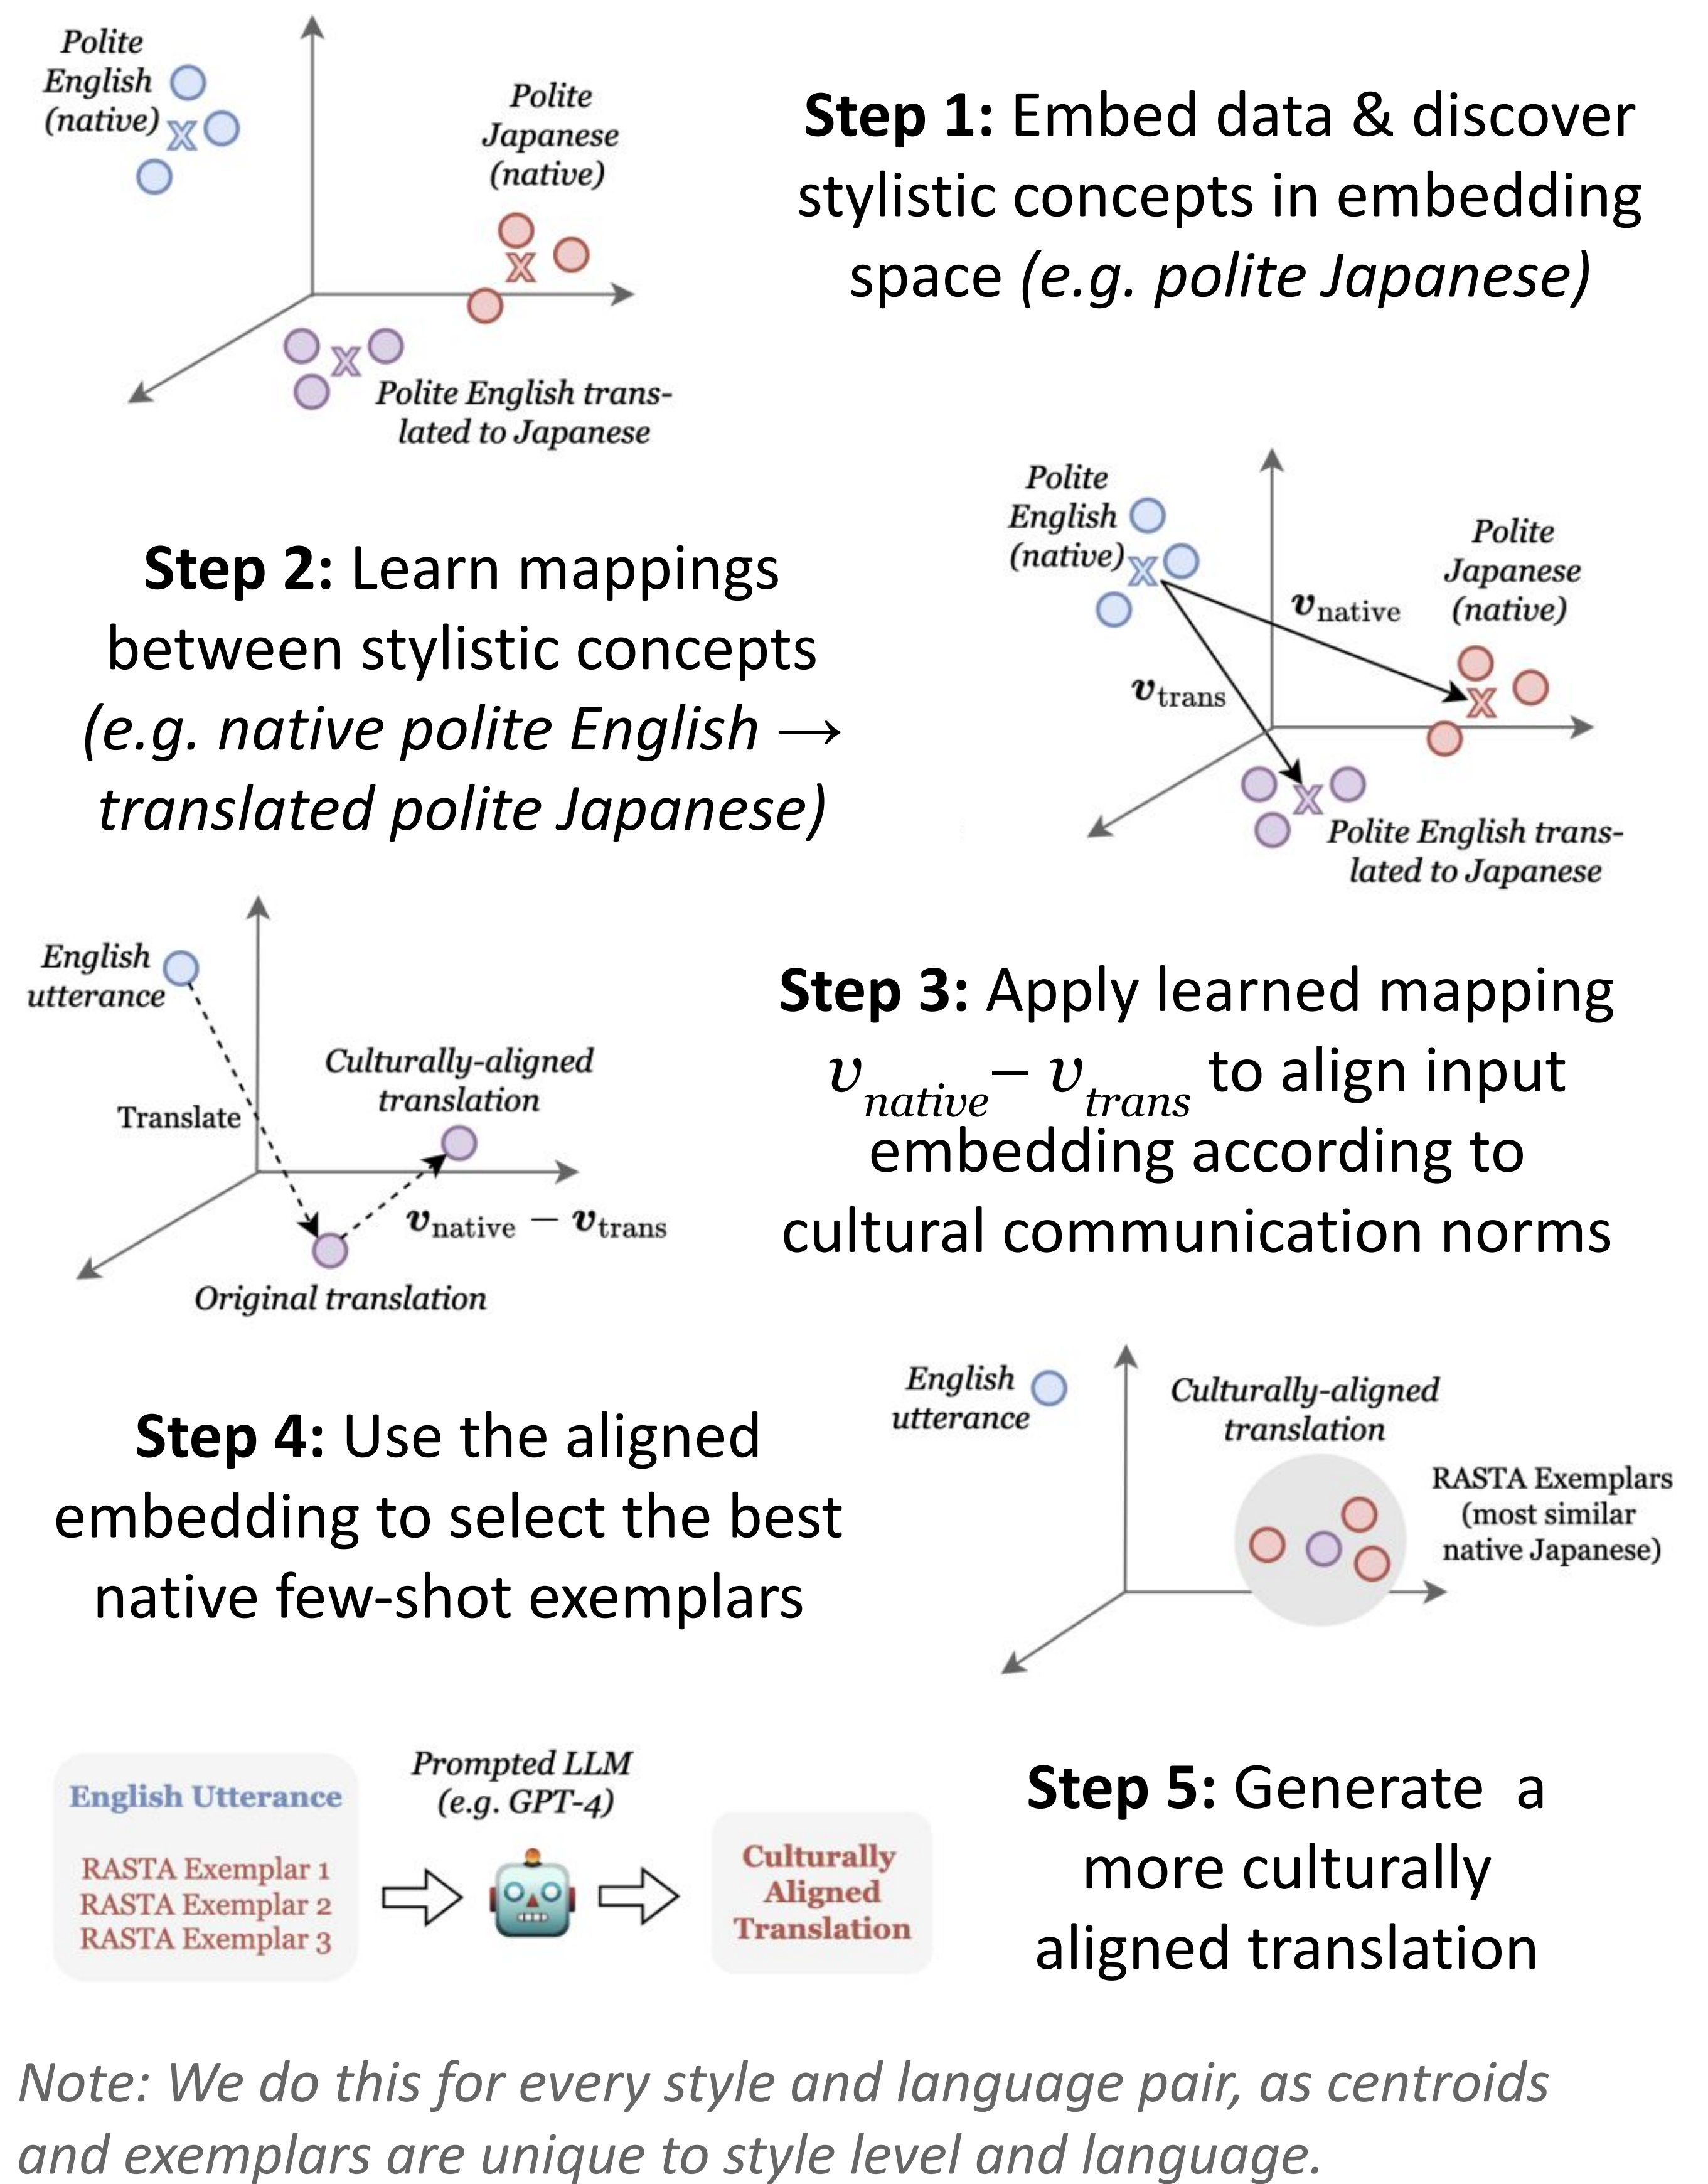 Polite
English
(native)
Polite
Japanese
(native)
Polite English trans-
lated to Japanese
Step 1: Embed data & discover
stylistic concepts in embedding
space (e.g. polite Japanese)
Step 2: Learn mappings
between stylistic concepts
(e.g. native polite English →
translated polite Japanese)
Polite
English
(native)
Polite
Japanese
(native)
v_native
v_trans
Polite English trans-
lated to Japanese
English
utterance
Translate
Culturally-aligned
translation
v_native − v_trans
Original translation
Step 3: Apply learned mapping
v_native − v_trans to align input
embedding according to
cultural communication norms
Step 4: Use the aligned
embedding to select the best
native few-shot exemplars
English
utterance
Culturally-aligned
translation
RASTA Exemplars
(most similar
native Japanese)
English Utterance
RASTA Exemplar 1
RASTA Exemplar 2
RASTA Exemplar 3
Prompted LLM
(e.g. GPT-4)
Culturally
Aligned
Translation
Step 5: Generate a
more culturally
aligned translation
Note: We do this for every style and language pair, as centroids
and exemplars are unique to style level and language.